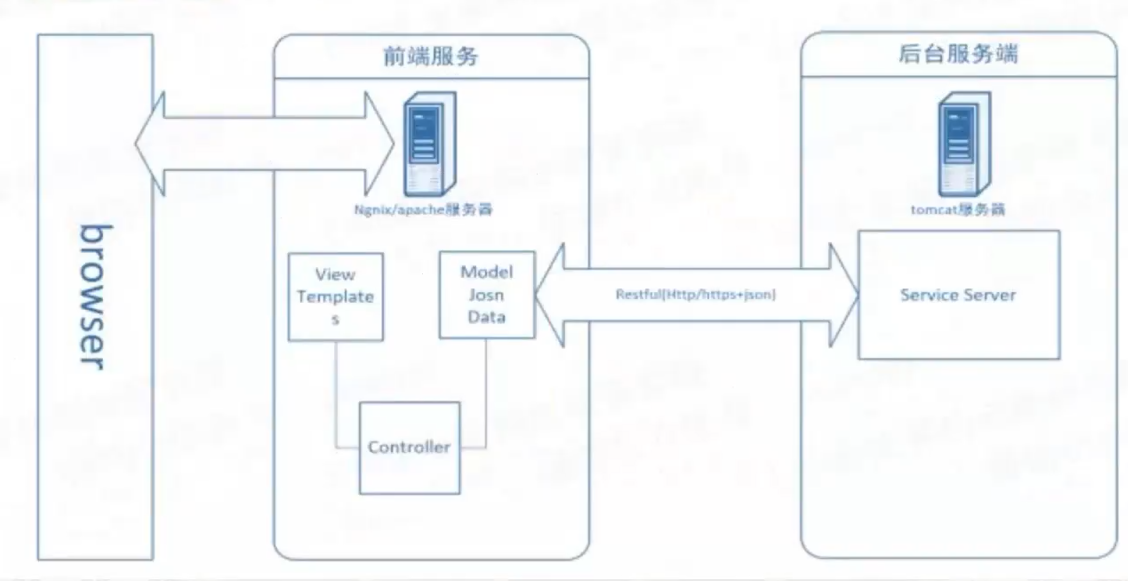 browser
前端服务
Ngnix/apache服务器
View
Template
s
Model
Josn
Data
Controller
Restful(Http/https+json)
后台服务端
tomcat服务器
Service Server